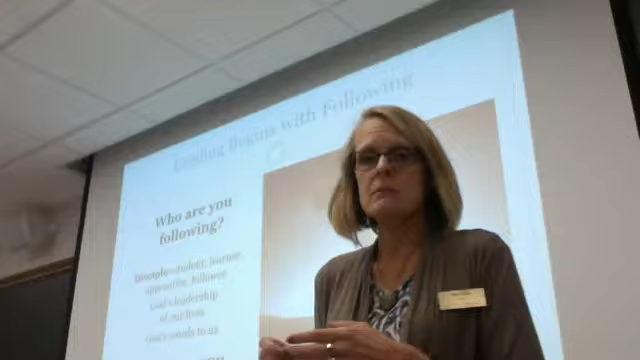 Leading Begins with Following
Who are you
following?
Disciple-student, learner,
apprentice, follower
God's leadership
of our lives
God's words to us